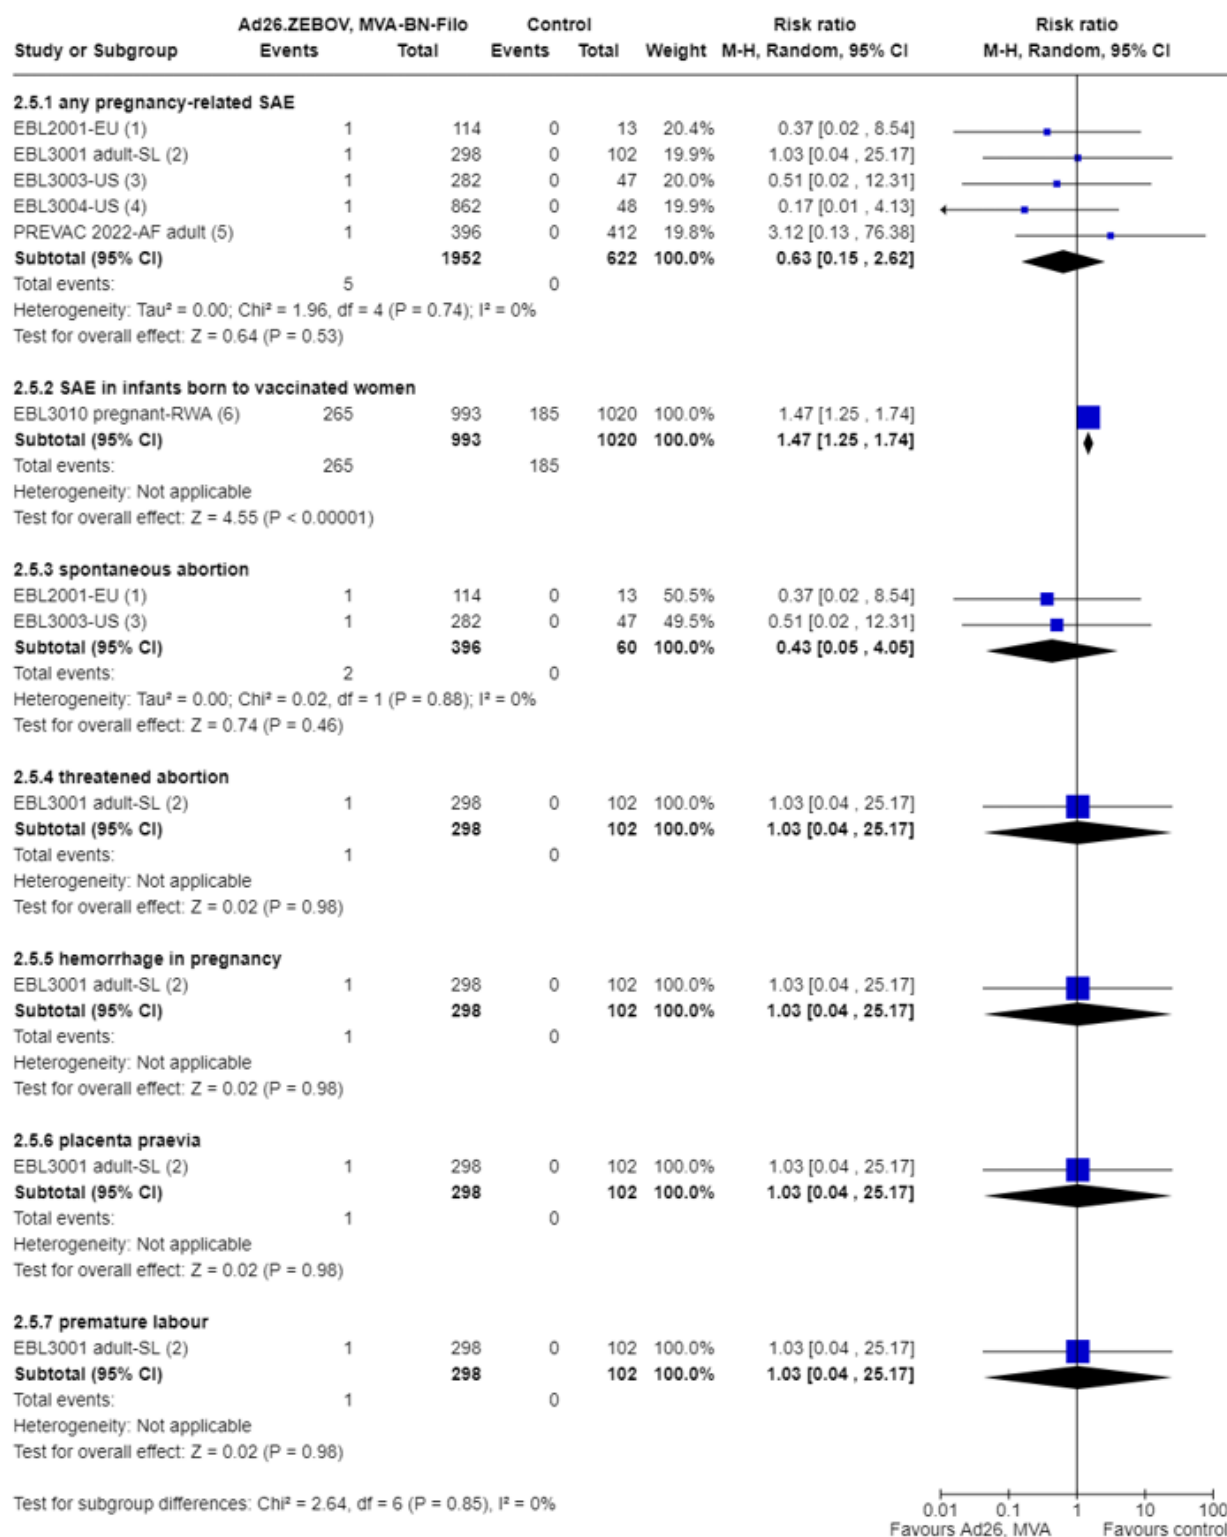 Ad26.ZEBOV, MVA-BN-Filo Control Risk ratio Risk ratio
Study or Subgroup Events Total Events Total Weight M-H, Random, 95% CI M-H, Random, 95% CI
2.5.1 any pregnancy-related SAE
EBL2001-EU (1) 1 114 0 13 20.4% 0.37 [0.02 , 8.54]
EBL3001 adult-SL (2) 1 298 0 102 19.9% 1.03 [0.04 , 25.17]
EBL3003-US (3) 1 282 0 47 20.0% 0.51 [0.02 , 12.31]
EBL3004-US (4) 1 862 0 48 19.9% 0.17 [0.01 , 4.13]
PREVAC 2022-AF adult (5) 1 396 0 412 19.8% 3.12 [0.13 , 76.38]
Subtotal (95% CI) 1952 622 100.0% 0.63 [0.15 , 2.62]
Total events: 5 0
Heterogeneity: Tau² = 0.00; Chi² = 1.96, df = 4 (P = 0.74); I² = 0%
Test for overall effect: Z = 0.64 (P = 0.53)
2.5.2 SAE in infants born to vaccinated women
EBL3010 pregnant-RWA (6) 265 993 185 1020 100.0% 1.47 [1.25 , 1.74]
Subtotal (95% CI) 993 1020 100.0% 1.47 [1.25 , 1.74]
Total events: 265 185
Heterogeneity: Not applicable
Test for overall effect: Z = 4.55 (P < 0.00001)
2.5.3 spontaneous abortion
EBL2001-EU (1) 1 114 0 13 50.5% 0.37 [0.02 , 8.54]
EBL3003-US (3) 1 282 0 47 49.5% 0.51 [0.02 , 12.31]
Subtotal (95% CI) 396 60 100.0% 0.43 [0.05 , 4.05]
Total events: 2 0
Heterogeneity: Tau² = 0.00; Chi² = 0.02, df = 1 (P = 0.88); I² = 0%
Test for overall effect: Z = 0.74 (P = 0.46)
2.5.4 threatened abortion
EBL3001 adult-SL (2) 1 298 0 102 100.0% 1.03 [0.04 , 25.17]
Subtotal (95% CI) 298 102 100.0% 1.03 [0.04 , 25.17]
Total events: 1 0
Heterogeneity: Not applicable
Test for overall effect: Z = 0.02 (P = 0.98)
2.5.5 hemorrhage in pregnancy
EBL3001 adult-SL (2) 1 298 0 102 100.0% 1.03 [0.04 , 25.17]
Subtotal (95% CI) 298 102 100.0% 1.03 [0.04 , 25.17]
Total events: 1 0
Heterogeneity: Not applicable
Test for overall effect: Z = 0.02 (P = 0.98)
2.5.6 placenta praevia
EBL3001 adult-SL (2) 1 298 0 102 100.0% 1.03 [0.04 , 25.17]
Subtotal (95% CI) 298 102 100.0% 1.03 [0.04 , 25.17]
Total events: 1 0
Heterogeneity: Not applicable
Test for overall effect: Z = 0.02 (P = 0.98)
2.5.7 premature labour
EBL3001 adult-SL (2) 1 298 0 102 100.0% 1.03 [0.04 , 25.17]
Subtotal (95% CI) 298 102 100.0% 1.03 [0.04 , 25.17]
Total events: 1 0
Heterogeneity: Not applicable
Test for overall effect: Z = 0.02 (P = 0.98)
Test for subgroup differences: Chi² = 2.64, df = 6 (P = 0.85), I² = 0%
0.01 0.1 1 10 100
Favours Ad26, MVA Favours control